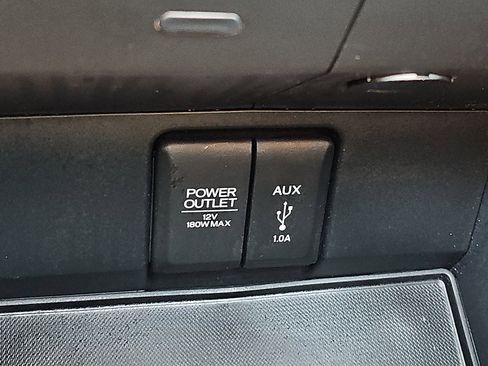 POWER
OUTLET
12V
180W MAX
AUX
1.0A